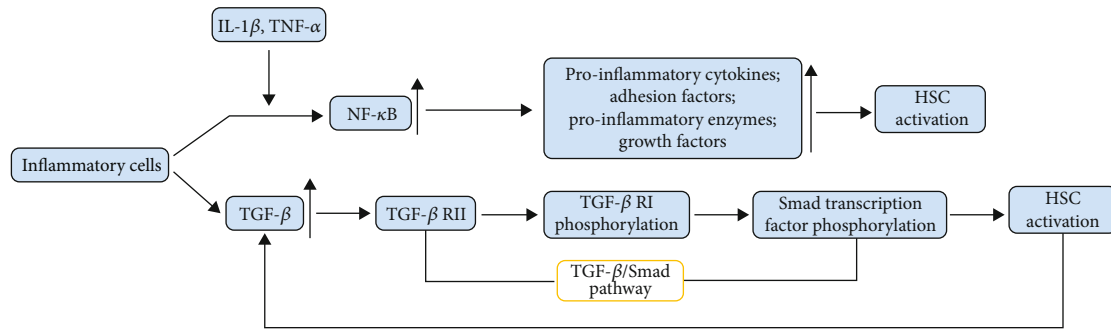 IL-1β, TNF-α
Pro-inflammatory cytokines;
adhesion factors;
pro-inflammatory enzymes;
growth factors
NF-κB
HSC
activation
Inflammatory cells
TGF-β
TGF-β RII
TGF-β RI
phosphorylation
Smad transcription
factor phosphorylation
HSC
activation
TGF-β/Smad
pathway